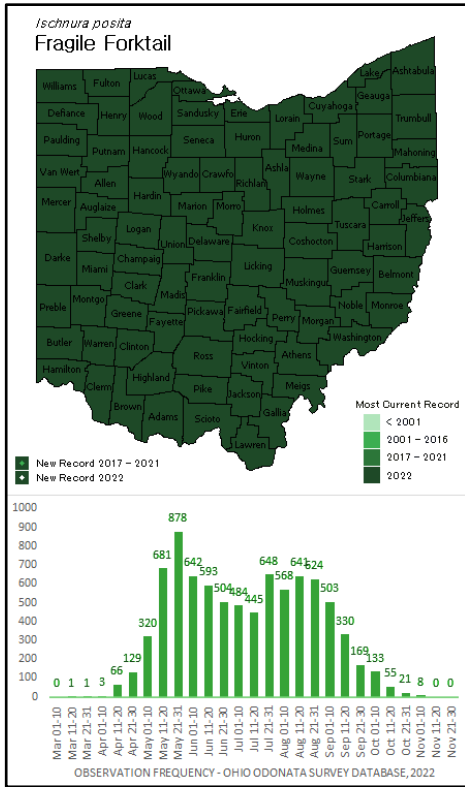 Ischnura posita
Fragile Forktail
Williams Fulton Lucas Ottawa Lake Ashtabula
Geauga
Defiance Henry Wood Sandusky Erie Lorain Cuyahoga
Trumbull
Paulding Putnam Hancock Seneca Huron Medina Sum Portage
Mahoning
Van Wert Allen Wyando Crawfo Richlan Ashla Wayne Stark Columbiana
Mercer Auglaize Hardin Marion Morro Holmes Tuscara Carroll Jeffers
Logan Union Delaware Knox Coshocton Harrison
Shelby
Darke Miami Champaig Licking Muskingu Guernsey Belmont
Clark Madis Franklin
Preble Montgo Greene Fayette Pickawa Fairfield Perry Morgan Noble Monroe
Butler Warren Clinton Ross Hocking Athens Washington
Hamilton Clerm Highland Vinton Meigs
Brown Adams Pike Jackson Gallia
Scioto Lawren
Most Current Record
< 2001
2001 - 2016
2017 - 2021
2022
New Record 2017 - 2021
New Record 2022
1000
900
800
700
600
500
400
300
200
100
0
0 1 1 3 66 129 320 681 878 642 593 504 484 445 648 568 641 624 503 330 169 133 55 21 8 0 0
Mar 01-10
Mar 11-20
Mar 21-31
Apr 01-10
Apr 11-20
Apr 21-30
May 01-10
May 11-20
May 21-31
Jun 01-10
Jun 11-20
Jun 21-30
Jul 01-10
Jul 11-20
Jul 21-31
Aug 01-10
Aug 11-20
Aug 21-31
Sep 01-10
Sep 11-20
Sep 21-30
Oct 01-10
Oct 11-20
Oct 21-31
Nov 01-10
Nov 11-20
Nov 21-30
OBSERVATION FREQUENCY - OHIO ODONATA SURVEY DATABASE, 2022